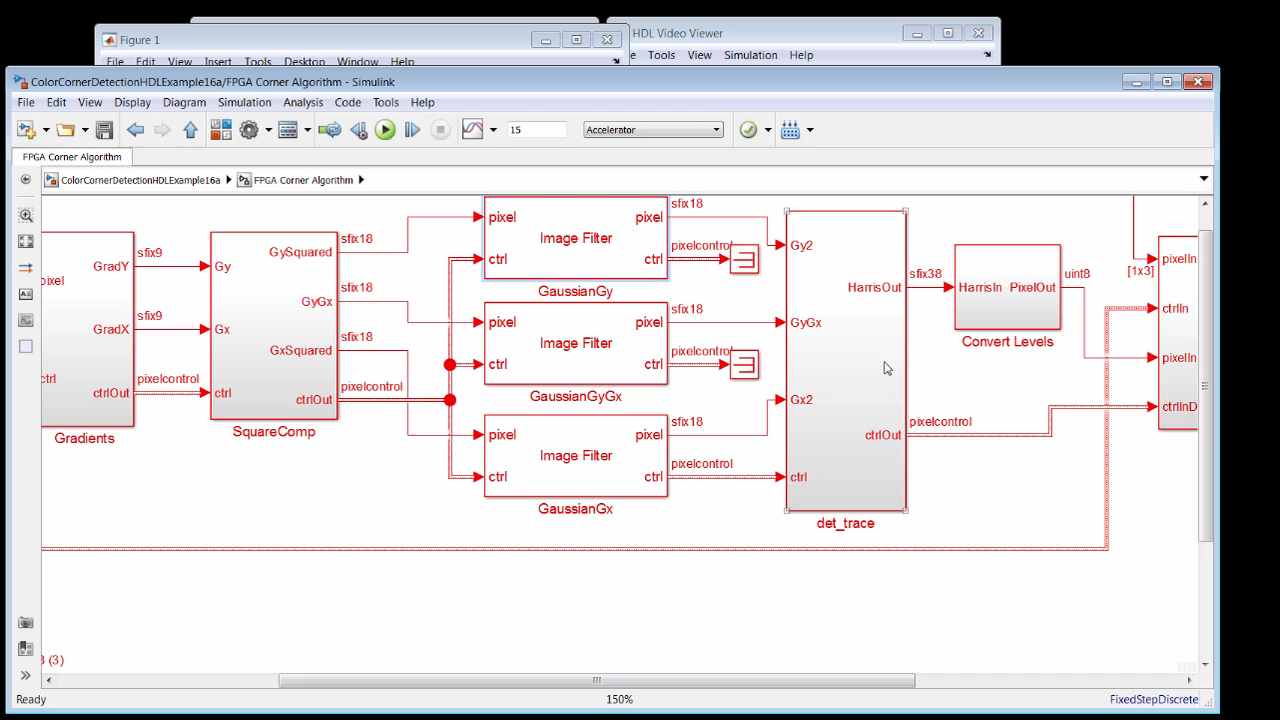 Figure 1
HDL Video Viewer
File Edit View Insert Tools Desktop Window Help
Tools View Simulation Help
ColorCornerDetectionHDLExample16a/FPGA Corner Algorithm - Simulink
File Edit View Display Diagram Simulation Analysis Code Tools Help
15 Accelerator
FPGA Corner Algorithm
ColorCornerDetectionHDLExample16a FPGA Corner Algorithm
pixel
ctrl
GradY
GradX
ctrlOut
Gradients
sfix9
sfix9
pixelcontrol
Gy
Gx
ctrl
GySquared
GyGx
GxSquared
ctrlOut
SquareComp
sfix18
sfix18
sfix18
pixelcontrol
pixel Image Filter pixel
ctrl ctrl
GaussianGy
sfix18
pixelcontrol
pixel Image Filter pixel
ctrl ctrl
GaussianGyGx
sfix18
pixelcontrol
pixel Image Filter pixel
ctrl ctrl
GaussianGx
sfix18
pixelcontrol
Gy2
GyGx
Gx2
ctrl
HarrisOut
ctrlOut
det_trace
sfix38
pixelcontrol
HarrisIn PixelOut
Convert Levels
uint8
[1x3]
pixelIn
ctrlIn
pixelIn
ctrlInD
(3)
Ready 150% FixedStepDiscrete